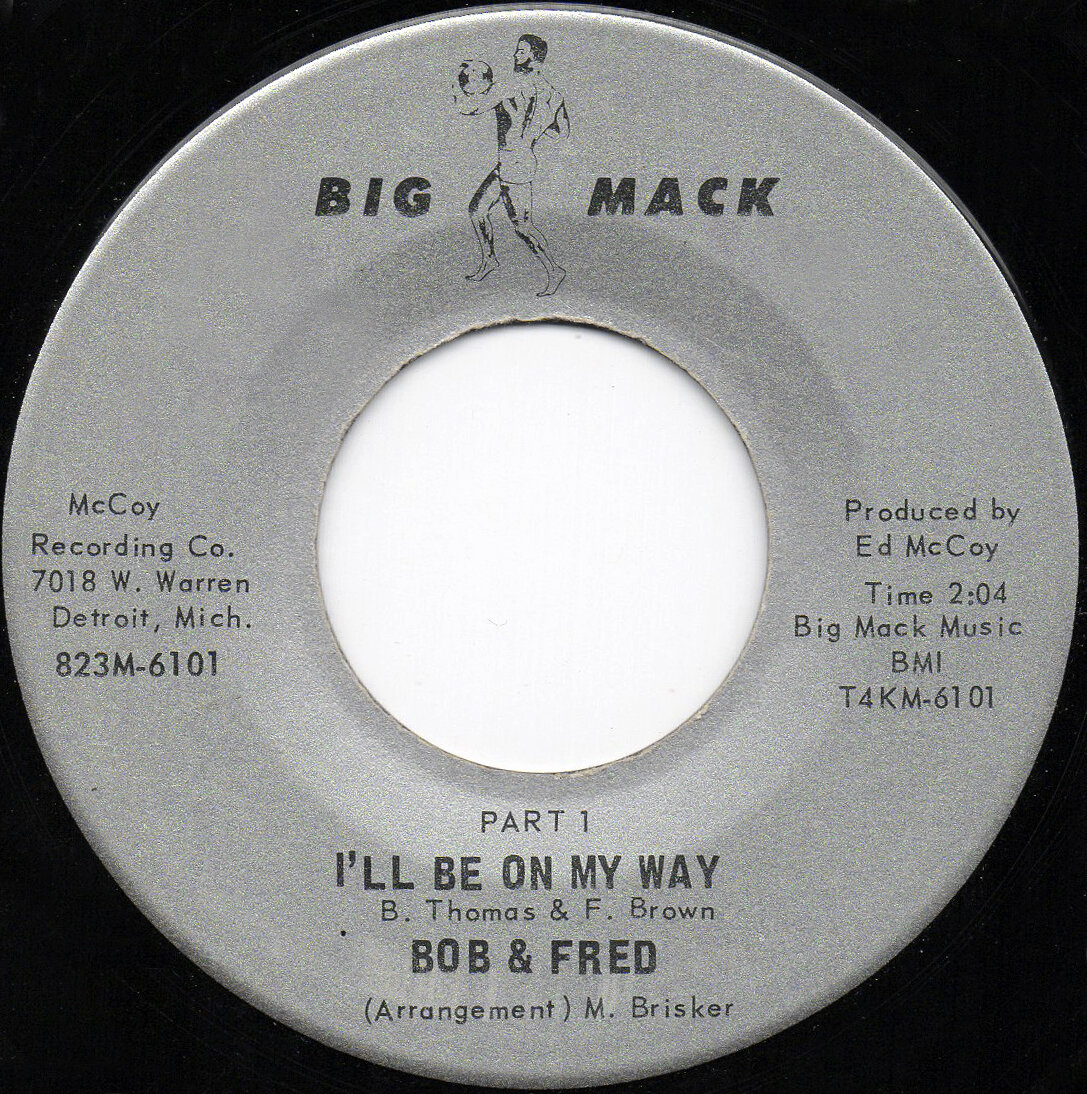 BIG MACK
McCoy
Recording Co.
7018 W. Warren
Detroit, Mich.
823M-6101
Produced by
Ed McCoy
Time 2:04
Big Mack Music
BMI
T4KM-6101
PART 1
I'LL BE ON MY WAY
B. Thomas & F. Brown
BOB & FRED
(Arrangement) M. Brisker